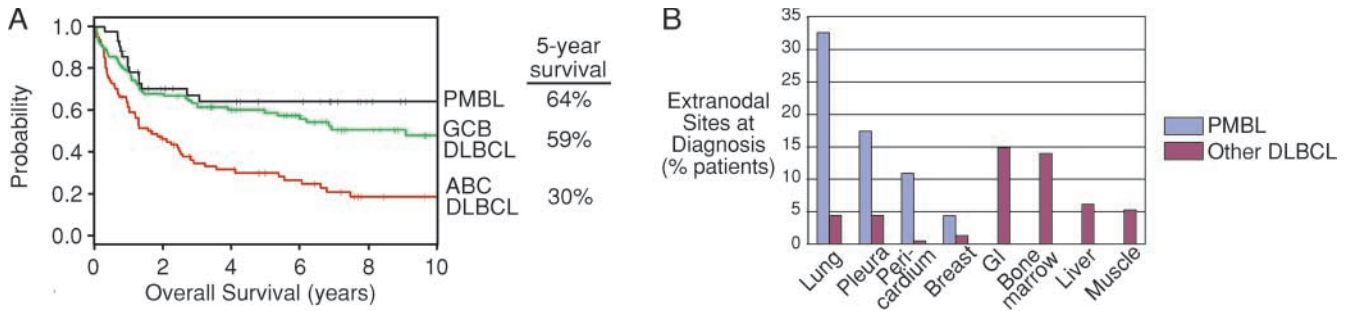 A
Probability
1.0
0.8
0.6
0.4
0.2
0.0
0 2 4 6 8 10
Overall Survival (years)
5-year
survival
PMBL 64%
GCB
DLBCL 59%
ABC
DLBCL 30%
B
Extranodal
Sites at
Diagnosis
(% patients)
35
30
25
20
15
10
5
0
Lung
Pleura
Peri-
cardium
Breast
GI
Bone
marrow
Liver
Muscle
PMBL
Other DLBCL